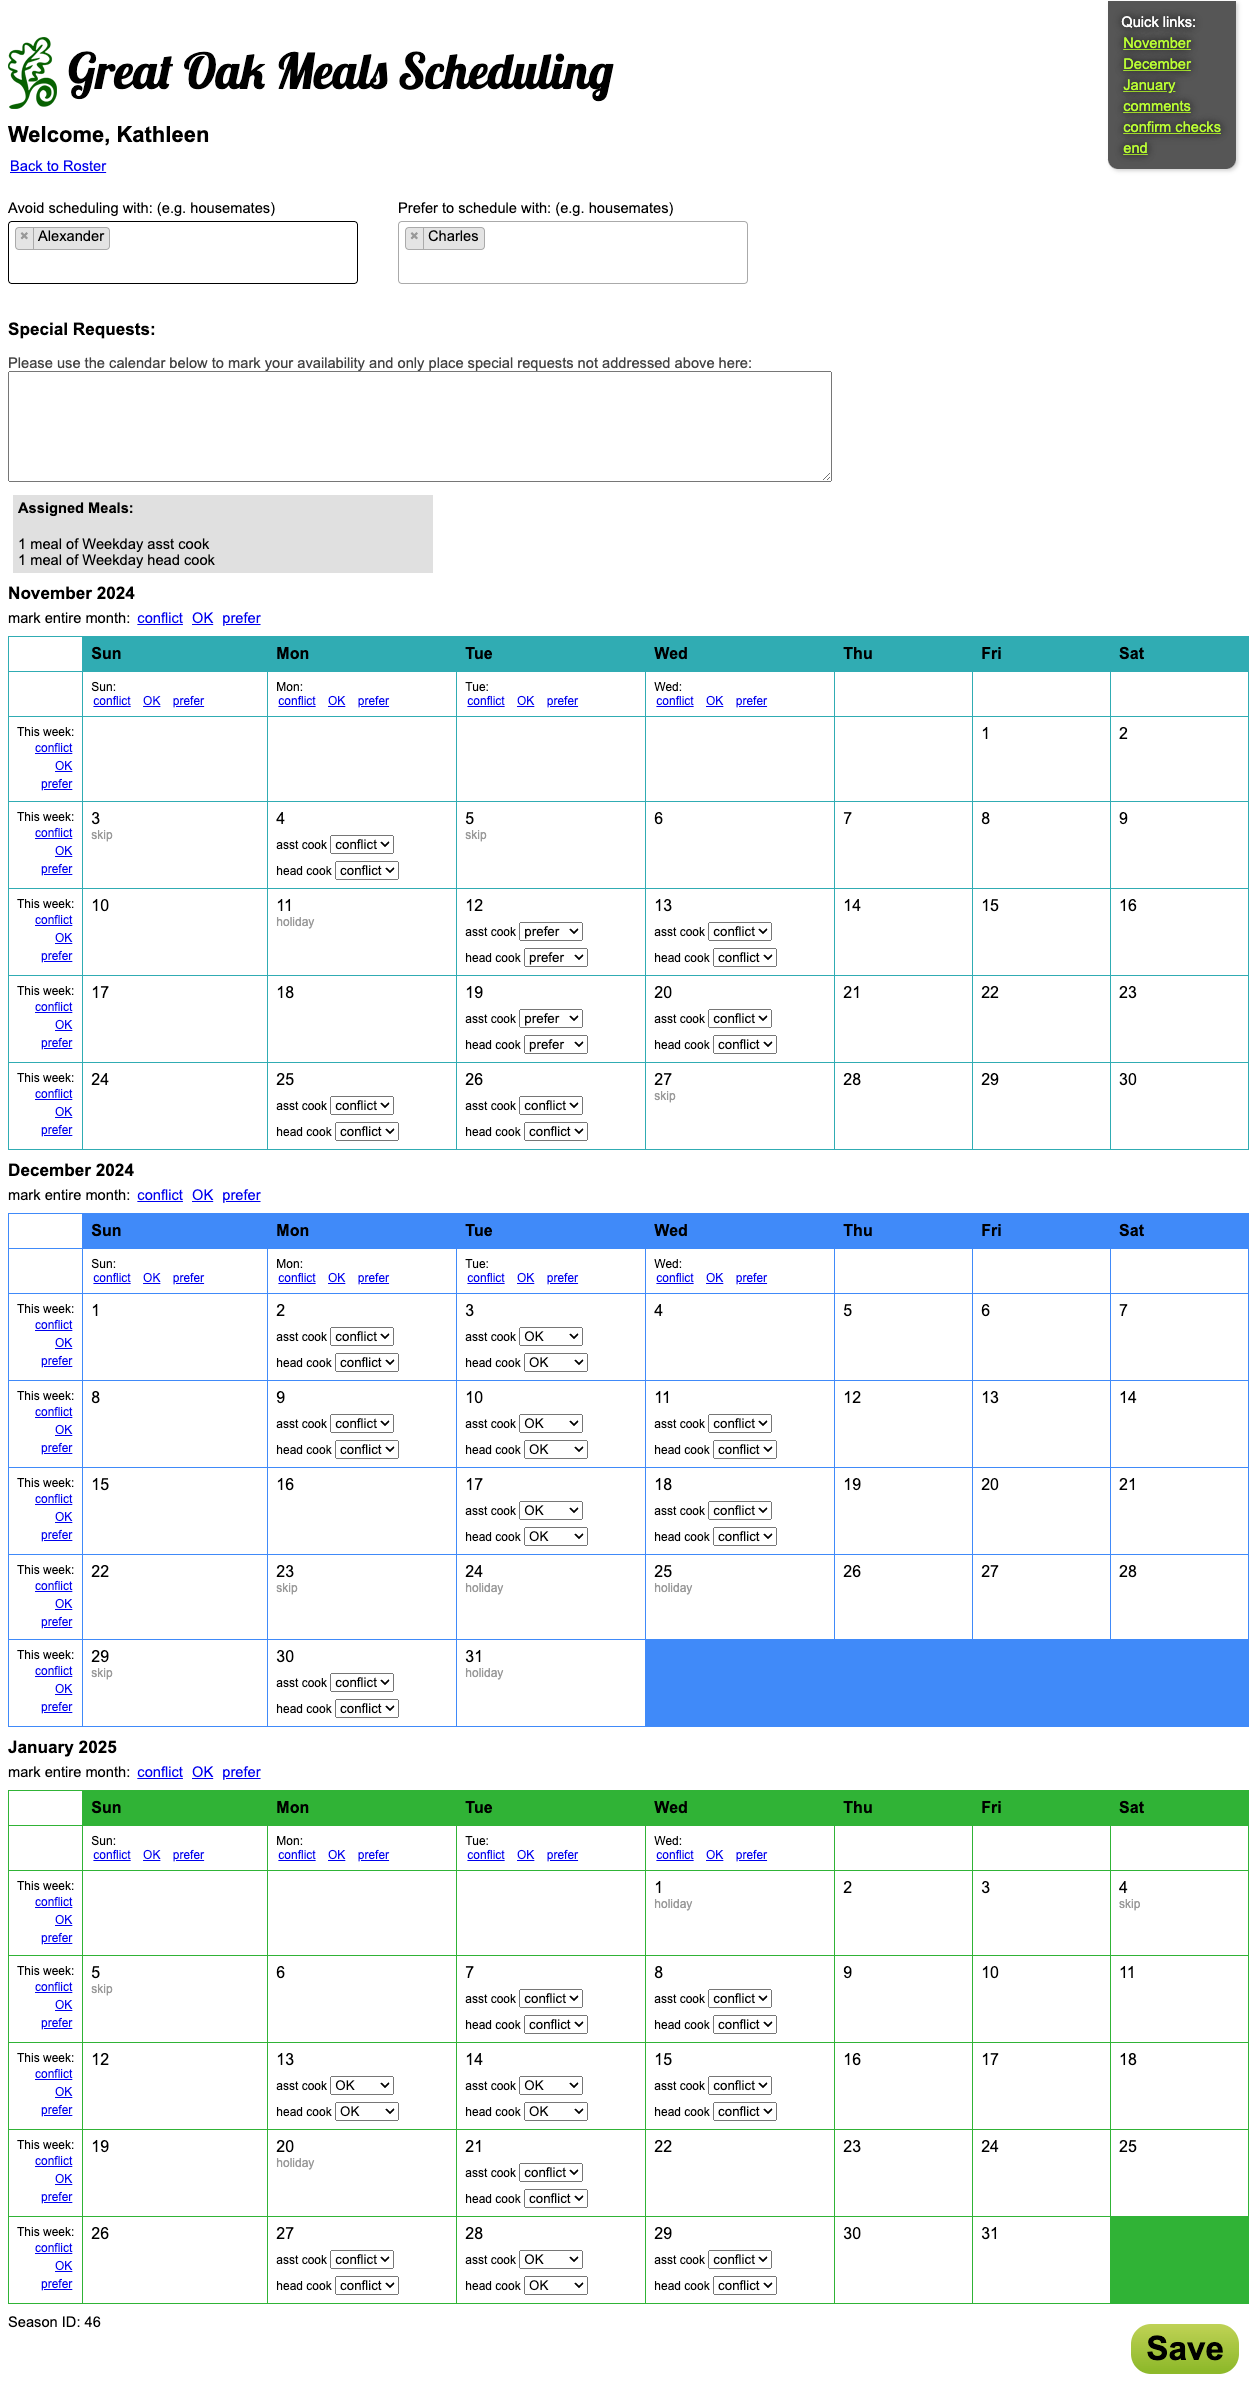 Quick links:
November
December
January
comments
confirm checks
end
Great Oak Meals Scheduling
Welcome, Kathleen
Back to Roster
Avoid scheduling with: (e.g. housemates) Prefer to schedule with: (e.g. housemates)
× Alexander × Charles
Special Requests:
Please use the calendar below to mark your availability and only place special requests not addressed above here:
Assigned Meals:
1 meal of Weekday asst cook
1 meal of Weekday head cook
November 2024
mark entire month: conflict OK prefer
Sun Mon Tue Wed Thu Fri Sat
Sun: Mon: Tue: Wed:
conflict OK prefer conflict OK prefer conflict OK prefer conflict OK prefer
This week: 1 2
conflict
OK
prefer
This week: 3 4 5 6 7 8 9
conflict skip skip
OK asst cook conflict
prefer head cook conflict
This week: 10 11 12 13 14 15 16
conflict holiday
OK asst cook prefer asst cook conflict
prefer head cook prefer head cook conflict
This week: 17 18 19 20 21 22 23
conflict
OK asst cook prefer asst cook conflict
prefer head cook prefer head cook conflict
This week: 24 25 26 27 28 29 30
conflict skip
OK asst cook conflict asst cook conflict
prefer head cook conflict head cook conflict
December 2024
mark entire month: conflict OK prefer
Sun Mon Tue Wed Thu Fri Sat
Sun: Mon: Tue: Wed:
conflict OK prefer conflict OK prefer conflict OK prefer conflict OK prefer
This week: 1 2 3 4 5 6 7
conflict
OK asst cook conflict asst cook OK
prefer head cook conflict head cook OK
This week: 8 9 10 11 12 13 14
conflict
OK asst cook conflict asst cook OK asst cook conflict
prefer head cook conflict head cook OK head cook conflict
This week: 15 16 17 18 19 20 21
conflict
OK asst cook OK asst cook conflict
prefer head cook OK head cook conflict
This week: 22 23 24 25 26 27 28
conflict skip holiday holiday
OK
prefer
This week: 29 30 31
conflict skip holiday
OK asst cook conflict
prefer head cook conflict
January 2025
mark entire month: conflict OK prefer
Sun Mon Tue Wed Thu Fri Sat
Sun: Mon: Tue: Wed:
conflict OK prefer conflict OK prefer conflict OK prefer conflict OK prefer
This week: 1 2 3 4
conflict holiday skip
OK
prefer
This week: 5 6 7 8 9 10 11
conflict skip
OK asst cook conflict asst cook conflict
prefer head cook conflict head cook conflict
This week: 12 13 14 15 16 17 18
conflict
OK asst cook OK asst cook OK asst cook conflict
prefer head cook OK head cook OK head cook conflict
This week: 19 20 21 22 23 24 25
conflict holiday
OK asst cook conflict
prefer head cook conflict
This week: 26 27 28 29 30 31
conflict
OK asst cook conflict asst cook OK asst cook conflict
prefer head cook conflict head cook OK head cook conflict
Season ID: 46
Save